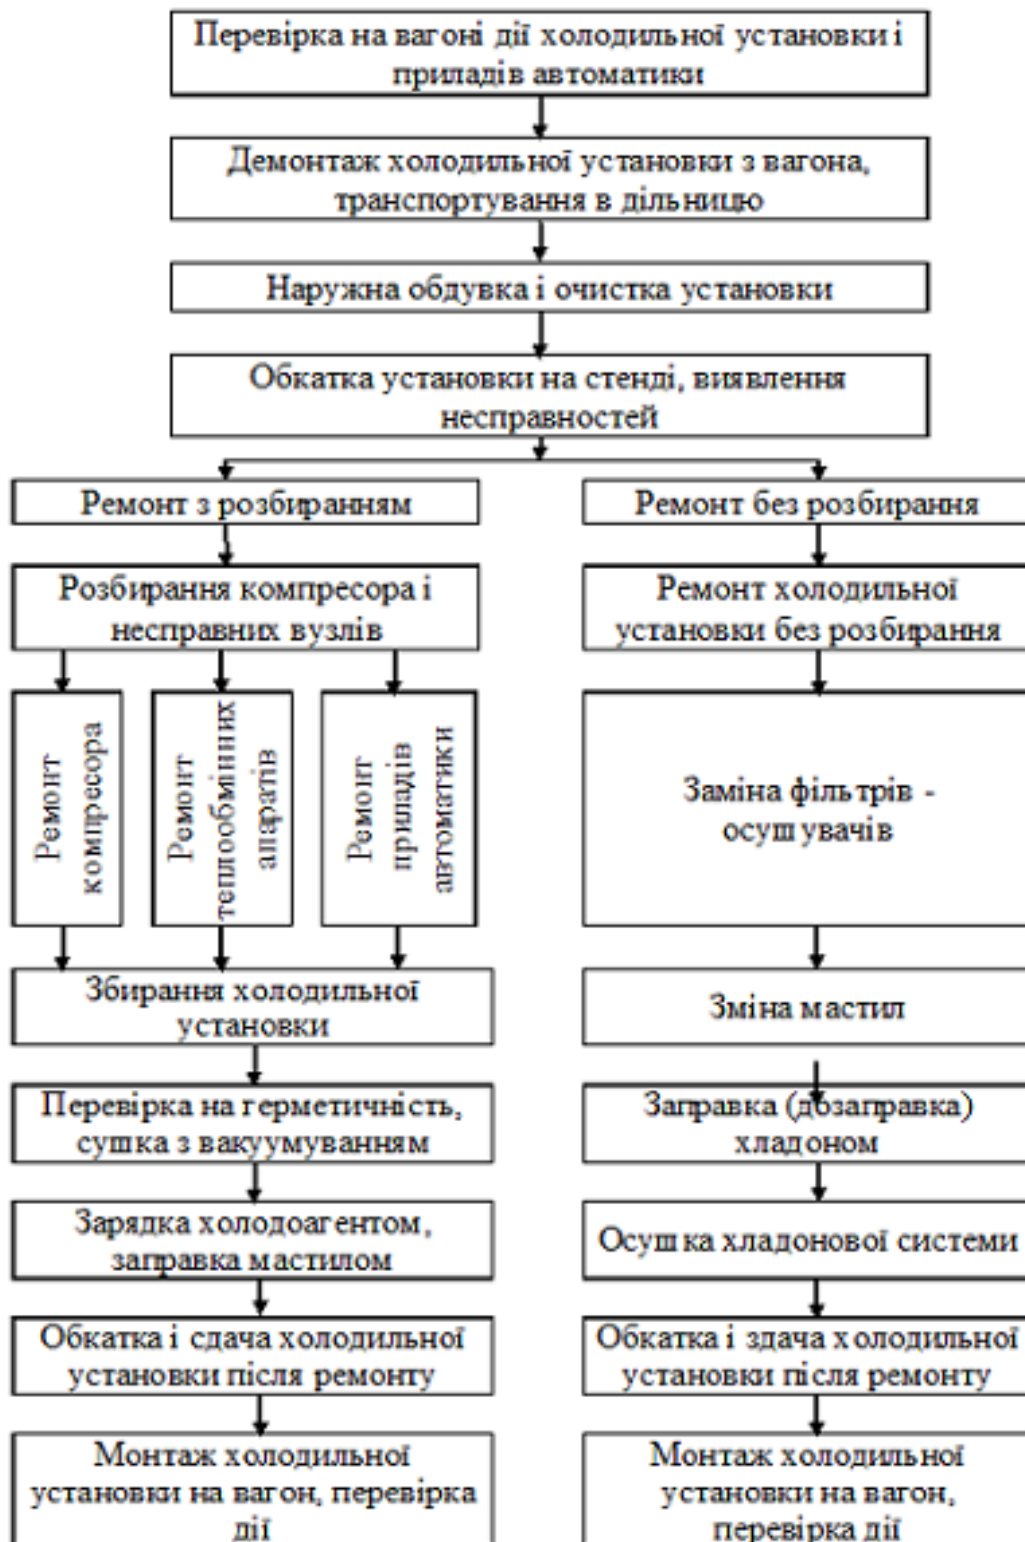 Перевірка на вагоні дії холодильної установки і
приладів автоматики
Демонтаж холодильної установки з вагона,
транспортування в дільницю
Наружна обдувка і очистка установки
Обкатка установки на стенді, виявлення
несправностей
Ремонт з розбиранням
Розбирання компресора і
несправних вузлів
Ремонт
компресора
Ремонт
теплообмінних
апаратів
Ремонт
приладів
автоматики
Збирання холодильної
установки
Перевірка на герметичність,
сушка з вакуумуванням
Зарядка холодоагентом,
заправка мастилом
Обкатка і сдача холодильної
установки після ремонту
Монтаж холодильної
установки на вагон, перевірка
дії
Ремонт без розбирання
Ремонт холодильної
установки без розбирання
Заміна фільтрів -
осушувачів
Зміна мастил
Заправка (дозаправка)
хладоном
Осушка хладонової системи
Обкатка і здача холодильної
установки після ремонту
Монтаж холодильної
установки на вагон,
перевірка дії